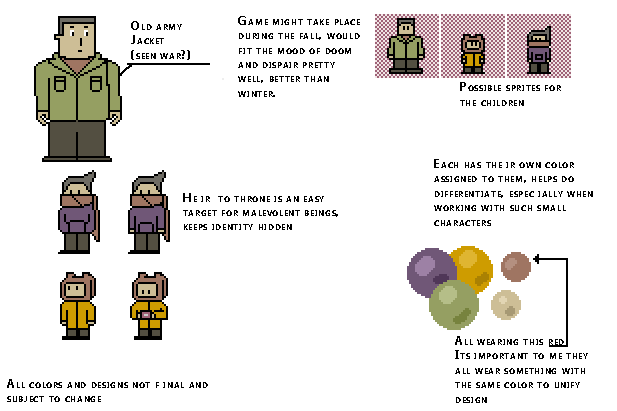 Old army
Jacket
(seen war?)
Game might take place
during the fall, would
fit the mood of doom
and dispair pretty
well, better than
winter.
Possible sprites for
the children
Each has the ir own color
assigned to them, helps do
differentiate, especially when
working with such small
characters
Heir to throne is an easy
target for malevolent beings,
keeps identity hidden
All wearing this red
Its important to me they
all wear something with
the same color to unify
design
All colors and designs not final and
subject to change